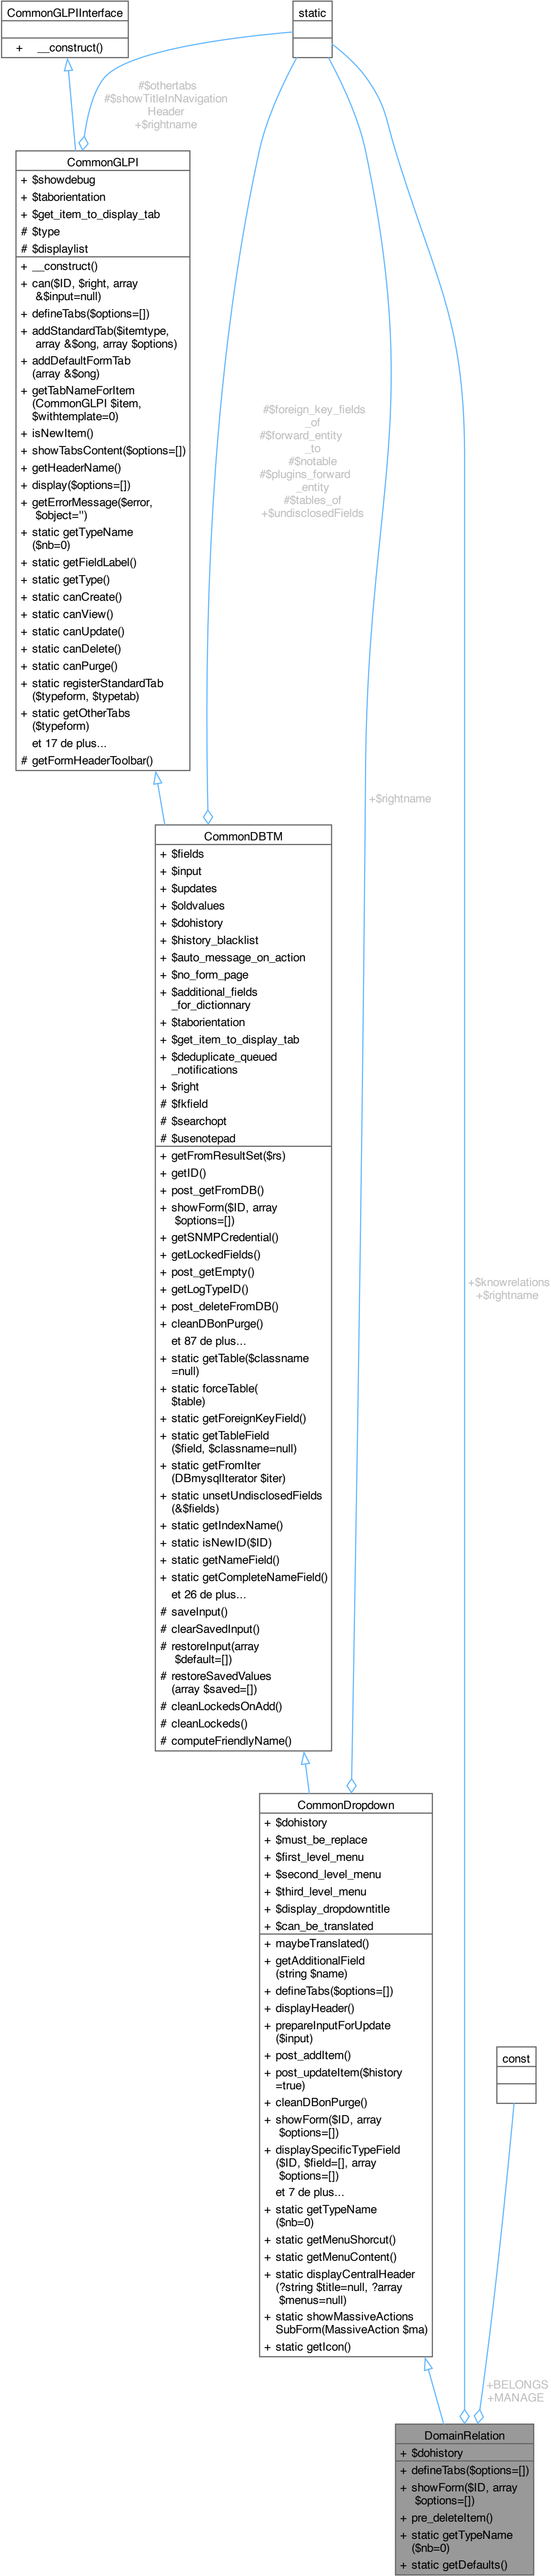 CommonGLPIInterface
+ __construct()
static
#$othertabs
#$showTitleInNavigation
Header
+$rightname
CommonGLPI
+ $showdebug
+ $taborientation
+ $get_item_to_display_tab
# $type
# $displaylist
+ __construct()
+ can($ID, $right, array
&$input=null)
+ defineTabs($options=[])
+ addStandardTab($itemtype,
array &$ong, array $options)
+ addDefaultFormTab
(array &$ong)
+ getTabNameForItem
(CommonGLPI $item,
$withtemplate=0)
+ isNewItem()
+ showTabsContent($options=[])
+ getHeaderName()
+ display($options=[])
+ getErrorMessage($error,
$object='')
+ static getTypeName
($nb=0)
+ static getFieldLabel()
+ static getType()
+ static canCreate()
+ static canView()
+ static canUpdate()
+ static canDelete()
+ static canPurge()
+ static registerStandardTab
($typeform, $typetab)
+ static getOtherTabs
($typeform)
et 17 de plus...
# getFormHeaderToolbar()
#$foreign_key_fields
_of
#$forward_entity
_to
#$notable
#$plugins_forward
_entity
#$tables_of
+$undisclosedFields
+$rightname
CommonDBTM
+ $fields
+ $input
+ $updates
+ $oldvalues
+ $dohistory
+ $history_blacklist
+ $auto_message_on_action
+ $no_form_page
+ $additional_fields
_for_dictionnary
+ $taborientation
+ $get_item_to_display_tab
+ $deduplicate_queued
_notifications
+ $right
# $fkfield
# $searchopt
# $usenotepad
+ getFromResultSet($rs)
+ getID()
+ post_getFromDB()
+ showForm($ID, array
$options=[])
+ getSNMPCredential()
+ getLockedFields()
+ post_getEmpty()
+ getLogTypeID()
+ post_deleteFromDB()
+ cleanDBonPurge()
et 87 de plus...
+ static getTable($classname
=null)
+ static forceTable(
$table)
+ static getForeignKeyField()
+ static getTableField
($field, $classname=null)
+ static getFromIter
(DBmysqlIterator $iter)
+ static unsetUndisclosedFields
(&$fields)
+ static getIndexName()
+ static isNewID($ID)
+ static getNameField()
+ static getCompleteNameField()
et 26 de plus...
# saveInput()
# clearSavedInput()
# restoreInput(array
$default=[])
# restoreSavedValues
(array $saved=[])
# cleanLockedsOnAdd()
# cleanLockeds()
# computeFriendlyName()
+$knowrelations
+$rightname
CommonDropdown
+ $dohistory
+ $must_be_replace
+ $first_level_menu
+ $second_level_menu
+ $third_level_menu
+ $display_dropdowntitle
+ $can_be_translated
+ maybeTranslated()
+ getAdditionalField
(string $name)
+ defineTabs($options=[])
+ displayHeader()
+ prepareInputForUpdate
($input)
+ post_addItem()
+ post_updateItem($history
=true)
+ cleanDBonPurge()
+ showForm($ID, array
$options=[])
+ displaySpecificTypeField
($ID, $field=[], array
$options=[])
et 7 de plus...
+ static getTypeName
($nb=0)
+ static getMenuShorcut()
+ static getMenuContent()
+ static displayCentralHeader
(?string $title=null, ?array
$menus=null)
+ static showMassiveActions
SubForm(MassiveAction $ma)
+ static getIcon()
const
+BELONGS
+MANAGE
DomainRelation
+ $dohistory
+ defineTabs($options=[])
+ showForm($ID, array
$options=[])
+ pre_deleteItem()
+ static getTypeName
($nb=0)
+ static getDefaults()